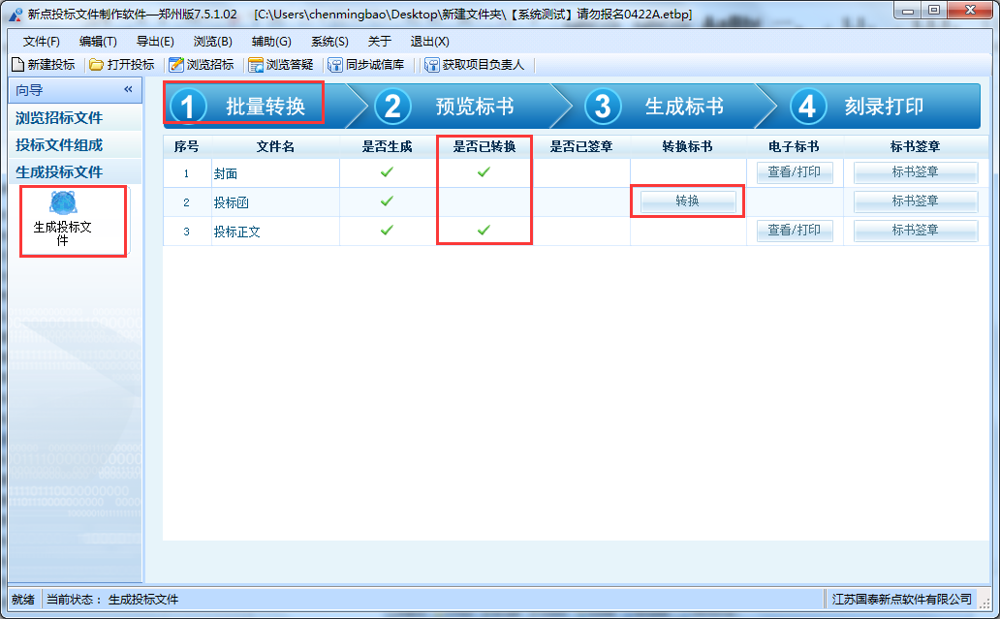 新点投标文件制作软件—郑州版7.5.1.02 [C:\Users\chenmingbao\Desktop\新建文件夹\【系统测试】请勿报名0422A.etbp]
文件(F) 编辑(T) 导出(E) 浏览(B) 辅助(G) 系统(S) 关于 退出(X)
新建投标 打开投标 浏览招标 浏览答疑 同步诚信库 获取项目负责人
向导 «
浏览招标文件
投标文件组成
生成投标文件
生成投标文
件
1 批量转换 2 预览标书 3 生成标书 4 刻录打印
序号 文件名 是否生成 是否已转换 是否已签章 转换标书 电子标书 标书签章
1 封面 查看/打印 标书签章
2 投标函 转换 标书签章
3 投标正文 查看/打印 标书签章
就绪 当前状态： 生成投标文件 江苏国泰新点软件有限公司